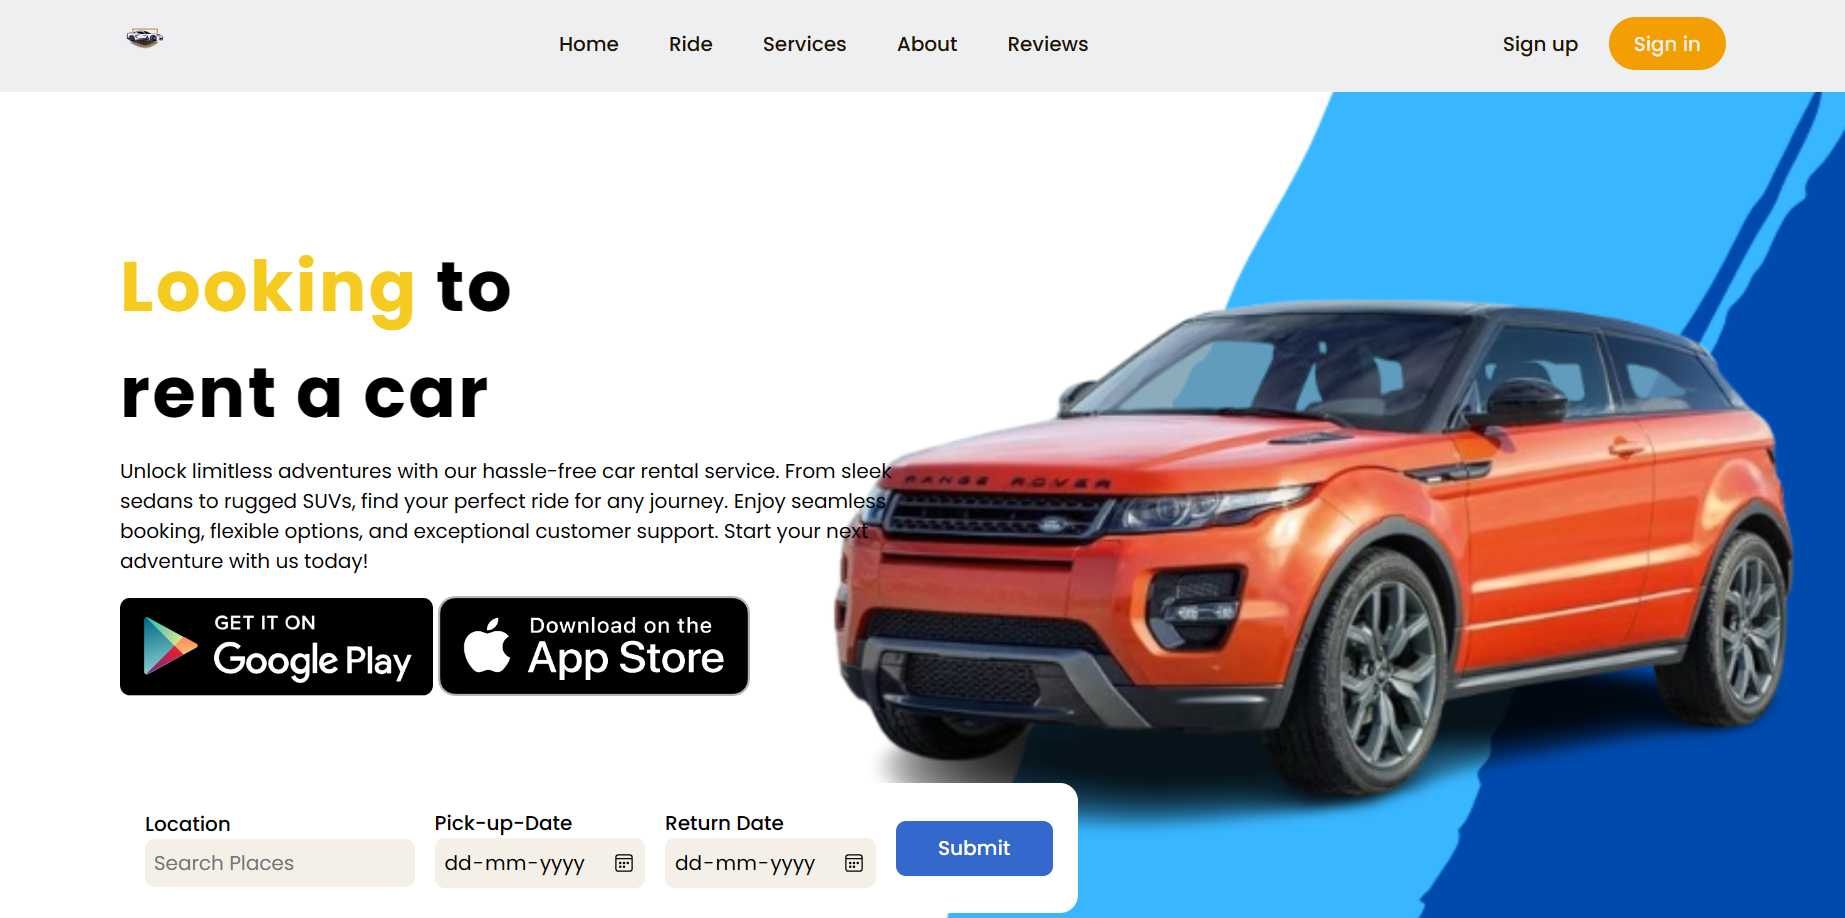 Home Ride Services About Reviews Sign up Sign in
Looking to
rent a car
Unlock limitless adventures with our hassle-free car rental service. From sleek
sedans to rugged SUVs, find your perfect ride for any journey. Enjoy seamless
booking, flexible options, and exceptional customer support. Start your next
adventure with us today!
GET IT ON
Google Play
Download on the
App Store
RANGE ROVER
Location
Search Places
Pick-up-Date
dd-mm-yyyy
Return Date
dd-mm-yyyy
Submit